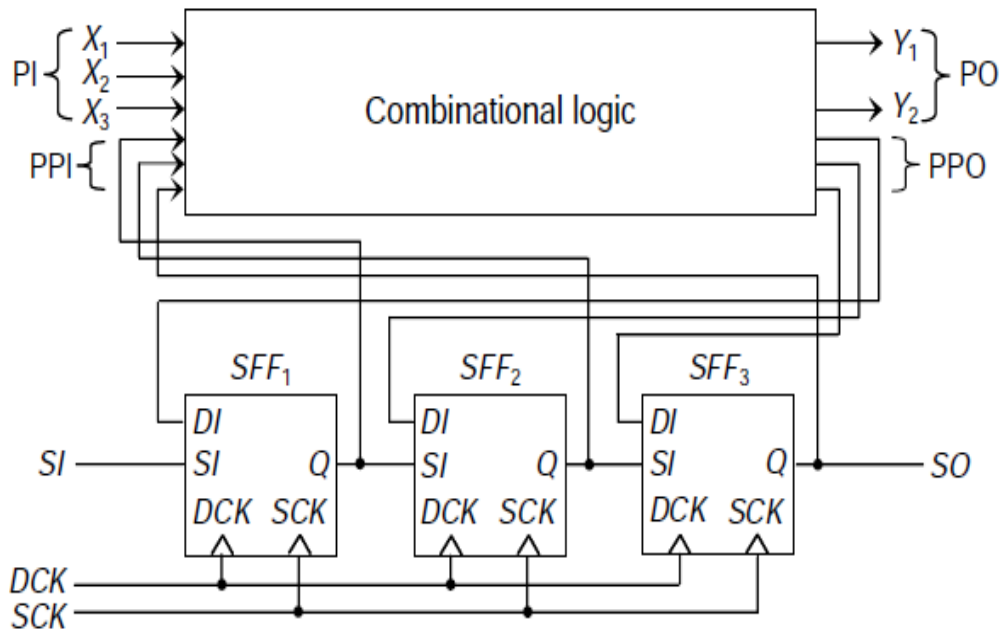 PI
X1
X2
X3
PPI
Combinational logic
Y1
Y2
PO
PPO
SFF1
SFF2
SFF3
SI
DI
SI
Q
DCK SCK
DI
SI
Q
DCK SCK
DI
SI
Q
DCK SCK
SO
DCK
SCK